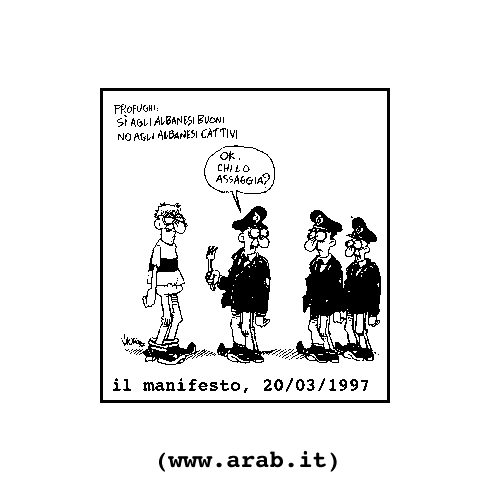 PROFUGHI:
SÌ AGLI ALBANESI BUONI
NO AGLI ALBANESI CATTIVI
OK.
CHI LO
ASSAGGIA?
il manifesto, 20/03/1997
(www.arab.it)